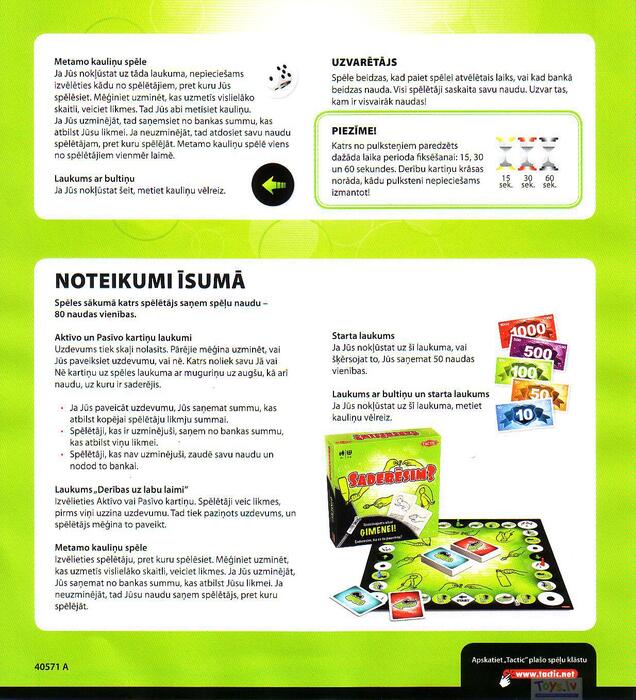 Metamo kauliņu spēle
Ja Jūs nokļūstat uz tāda laukuma, nepieciešams
izvēlēties kādu no spēlētājiem, pret kuru Jūs
spēlēsiet. Mēģiniet uzminēt, kas uzmetīs vislielāko
skaitli, veiciet likmes. Tad Jūs abi metīsiet kauliņu.
Ja Jūs uzminējāt, tad saņemsiet no bankas summu, kas
atbilst Jūsu likmei. Ja neuzminējāt, tad atdosiet savu naudu
spēlētājam, pret kuru spēlējāt. Metamo kauliņu spēlē viens
no spēlētājiem vienmēr laimē.
Laukums ar bultiņu
Ja Jūs nokļūstat šeit, metiet kauliņu vēlreiz.
UZVARĒTĀJS
Spēle beidzas, kad paiet spēlei atvēlētais laiks, vai kad bankā
beidzas nauda. Visi spēlētāji saskaita savu naudu. Uzvar tas,
kam ir visvairāk naudas!
PIEZĪME!
Katrs no pulksteņiem paredzēts
dažāda laika perioda fiksēšanai: 15, 30
un 60 sekundes. Derību kartiņu krāsas
norāda, kādu pulksteni nepieciešams
izmantot!
15 30 60
sek. sek. sek.
NOTEIKUMI ĪSUMĀ
Spēles sākumā katrs spēlētājs saņem spēļu naudu –
80 naudas vienības.
Aktīvo un Pasīvo kartiņu laukumi
Uzdevums tiek skaļi nolasīts. Pārējie mēģina uzminēt, vai
Jūs paveiksiet uzdevumu, vai nē. Katrs noliek savu Jā vai
Nē kartiņu uz spēles laukuma ar muguriņu uz augšu, kā arī
naudu, uz kuru ir saderējis.
• Ja Jūs paveicāt uzdevumu, Jūs saņemat summu, kas
atbilst kopējai spēlētāju likmju summai.
• Spēlētāji, kas ir uzminējuši, saņem no bankas summu,
kas atbilst viņu likmei.
• Spēlētāji, kas nav uzminējuši, zaudē savu naudu un
nodod to bankai.
Laukums „Derības uz labu laimi"
Izvēlieties Aktīvo vai Pasīvo kartiņu. Spēlētāji veic likmes,
pirms viņi uzzina uzdevumu. Tad tiek paziņots uzdevums, un
spēlētājs mēģina to paveikt.
Metamo kauliņu spēle
Izvēlieties spēlētāju, pret kuru spēlēsiet. Mēģiniet uzminēt,
kas uzmetīs vislielāko skaitli, veiciet likmes. Ja Jūs uzminējāt,
Jūs saņemat no bankas summu, kas atbilst Jūsu likmei. Ja
neuzminējāt, tad Jūsu naudu saņem spēlētājs, pret kuru
spēlējāt.
Starta laukums
Ja Jūs nokļūstat uz šī laukuma, vai
šķērsojat to, Jūs saņemat 50 naudas
vienības.
Laukums ar bultiņu un starta laukums
Ja Jūs nokļūstat uz šī laukuma, metiet
kauliņu vēlreiz.
1000
500
100
50
10
TACTIC
SADERĒSIM?
ĢIMENEI!
START
40571 A
Apskatiet „Tactic" plašo spēļu klāstu
www.tactic.net
Toys.lv